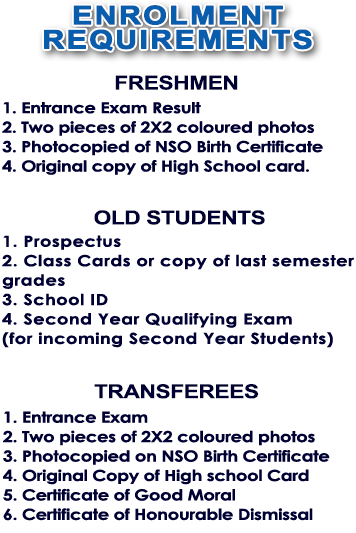 ENROLMENT
REQUIREMENTS
FRESHMEN
1. Entrance Exam Result
2. Two pieces of 2X2 coloured photos
3. Photocopied of NSO Birth Certificate
4. Original copy of High School card.
OLD STUDENTS
1. Prospectus
2. Class Cards or copy of last semester
grades
3. School ID
4. Second Year Qualifying Exam
(for incoming Second Year Students)
TRANSFEREES
1. Entrance Exam
2. Two pieces of 2X2 coloured photos
3. Photocopied on NSO Birth Certificate
4. Original Copy of High school Card
5. Certificate of Good Moral
6. Certificate of Honourable Dismissal